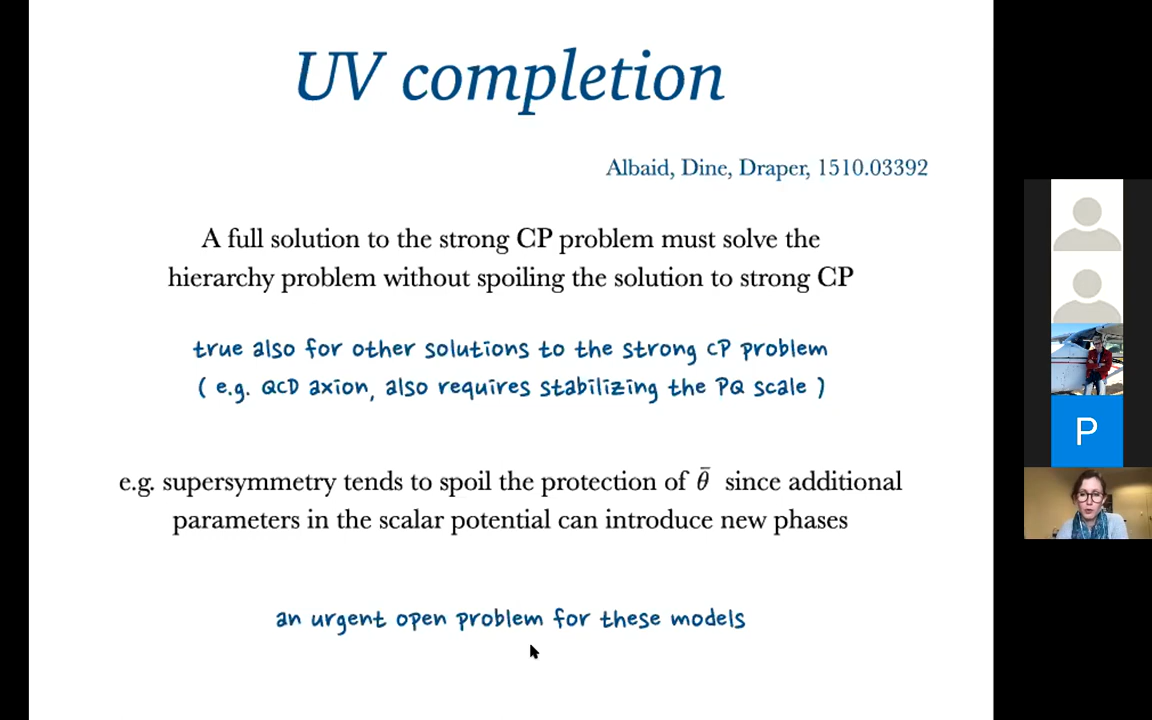 UV completion
Albaid, Dine, Draper, 1510.03392
A full solution to the strong CP problem must solve the
hierarchy problem without spoiling the solution to strong CP
true also for other solutions to the strong CP problem
( e.g. QCD axion, also requires stabilizing the PQ scale )
e.g. supersymmetry tends to spoil the protection of θ̄ since additional
parameters in the scalar potential can introduce new phases
an urgent open problem for these models
P